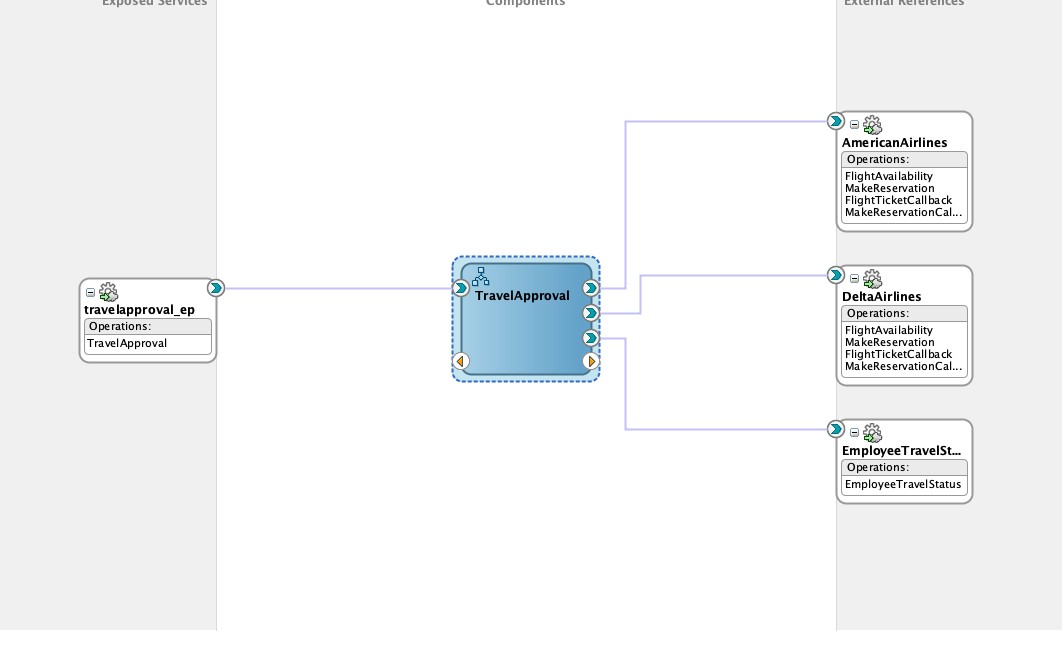 Exposed Services
Components
External References
travelapproval_ep
Operations:
TravelApproval
TravelApproval
AmericanAirlines
Operations:
FlightAvailability
MakeReservation
FlightTicketCallback
MakeReservationCal...
DeltaAirlines
Operations:
FlightAvailability
MakeReservation
FlightTicketCallback
MakeReservationCal...
EmployeeTravelSt...
Operations:
EmployeeTravelStatus